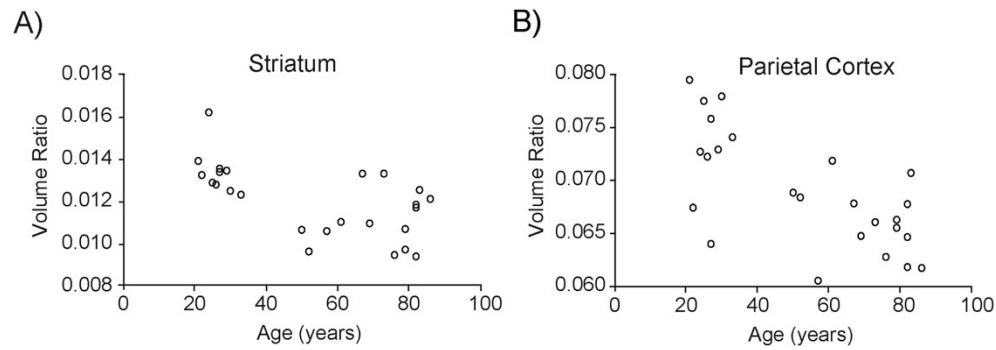 A)
Striatum
Volume Ratio
0.018
0.016
0.014
0.012
0.010
0.008
0 20 40 60 80 100
Age (years)
B)
Parietal Cortex
Volume Ratio
0.080
0.075
0.070
0.065
0.060
0 20 40 60 80 100
Age (years)